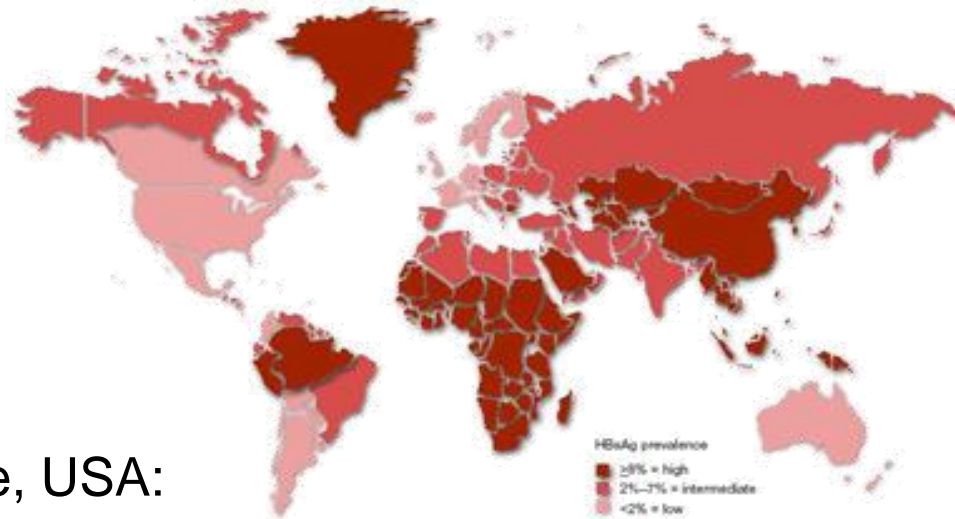 HBsAg prevalence
≥8% = high
2%–7% = intermediate
<2% = low
e, USA: